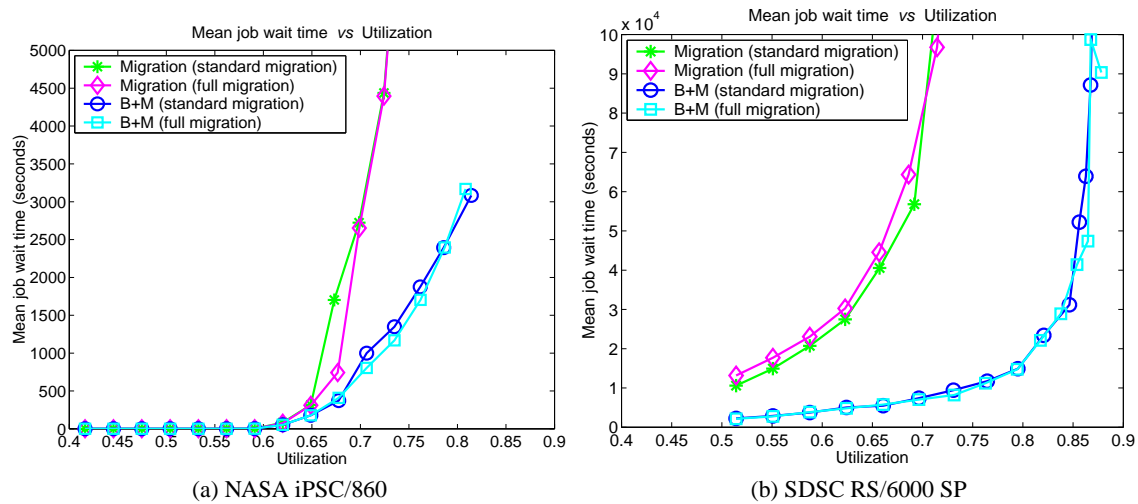 Mean job wait time vs Utilization
5000
4500
4000
3500
3000
2500
2000
1500
1000
500
0
Mean job wait time (seconds)
Migration (standard migration)
Migration (full migration)
B+M (standard migration)
B+M (full migration)
0.4 0.45 0.5 0.55 0.6 0.65 0.7 0.75 0.8 0.85 0.9
Utilization
(a) NASA iPSC/860
Mean job wait time vs Utilization
x 10^4
10
9
8
7
6
5
4
3
2
1
0
Mean job wait time (seconds)
Migration (standard migration)
Migration (full migration)
B+M (standard migration)
B+M (full migration)
0.4 0.45 0.5 0.55 0.6 0.65 0.7 0.75 0.8 0.85 0.9
Utilization
(b) SDSC RS/6000 SP